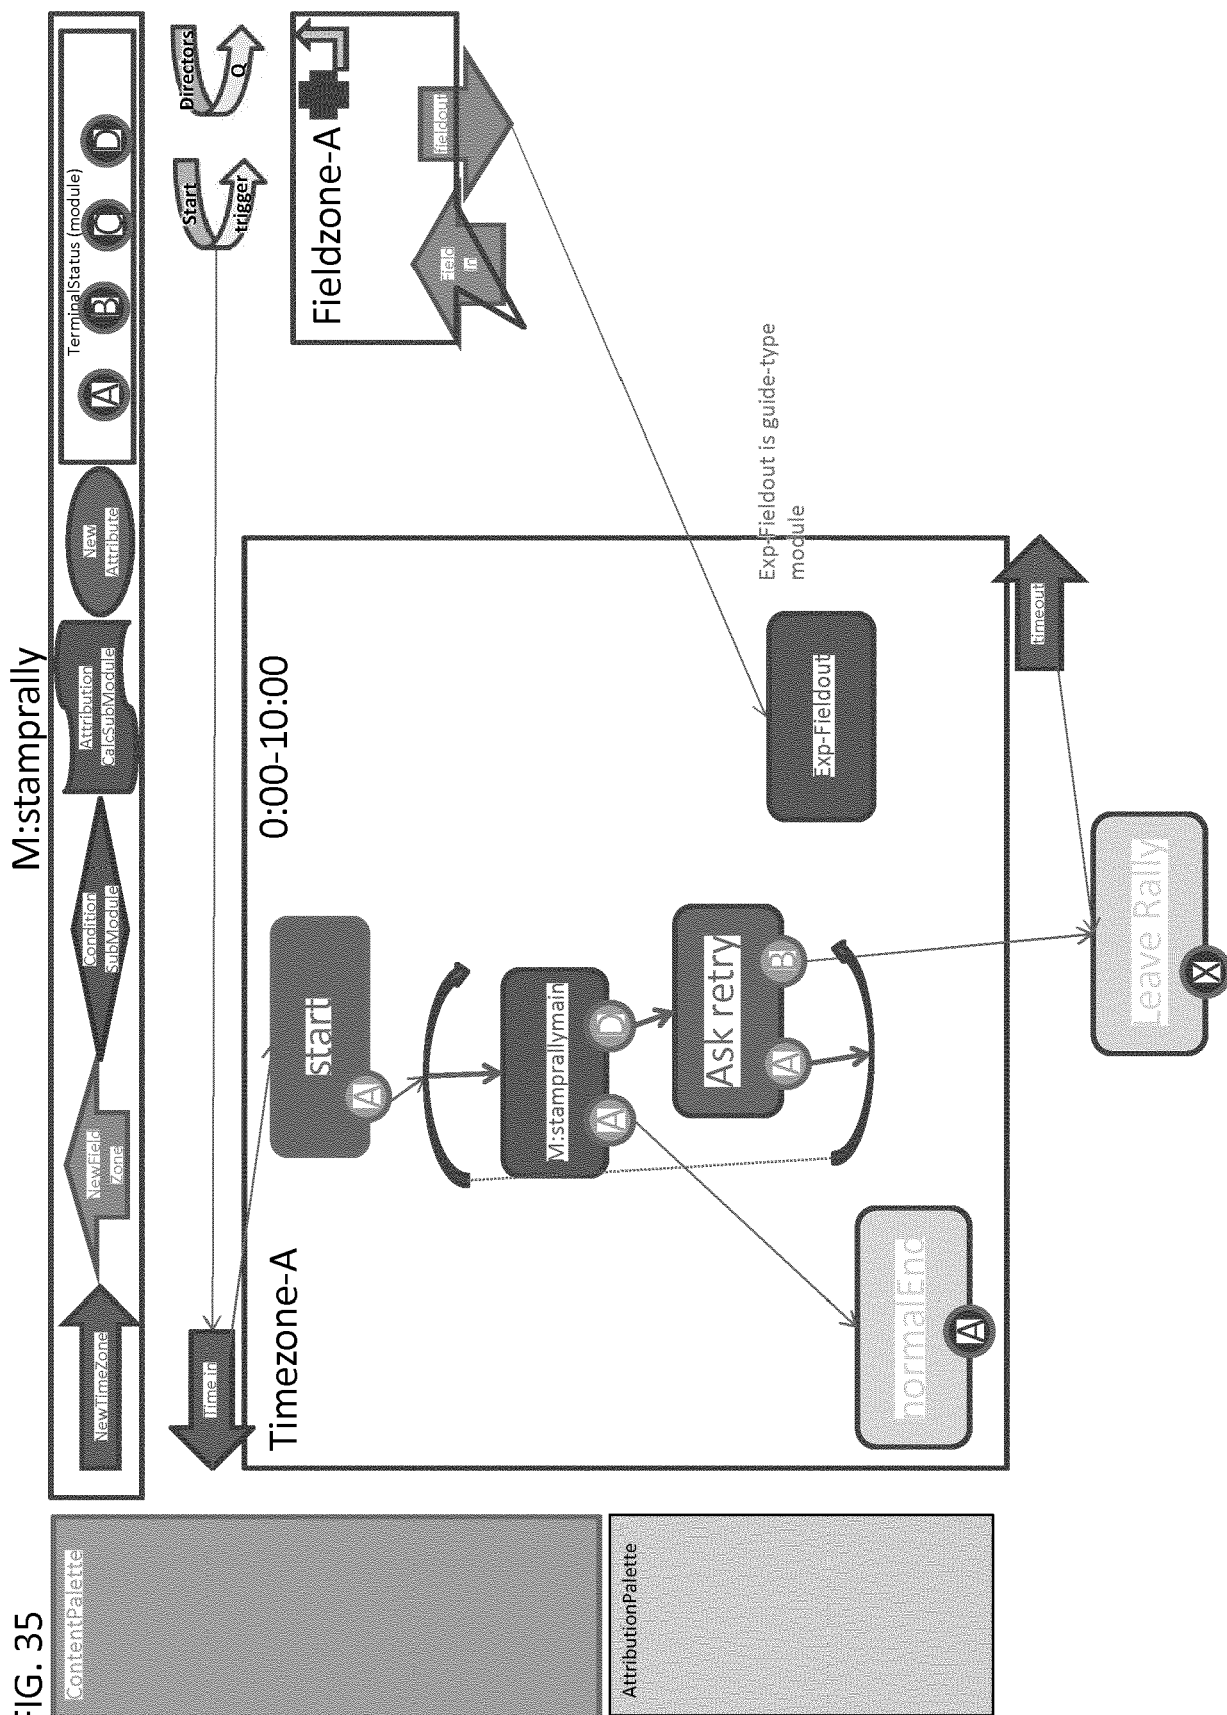 FIG. 35
M:stamprally
ContentPalette
AttributionPalette
NewTimeZone
NewField
Zone
Condition
SubModule
Attribution
CalcSubModule
New
Attribute
TerminalStatus (module)
A
B
C
D
Time in
Start
trigger
Directors
Q
Timezone-A
0:00-10:00
Fieldzone-A
Field
in
fieldout
start
A
M:stamprallymain
A
D
Ask retry
A
B
Exp-Fieldout
Exp-Fieldout is guide-type
module
normalEnd
A
timeout
Leave Rally
X